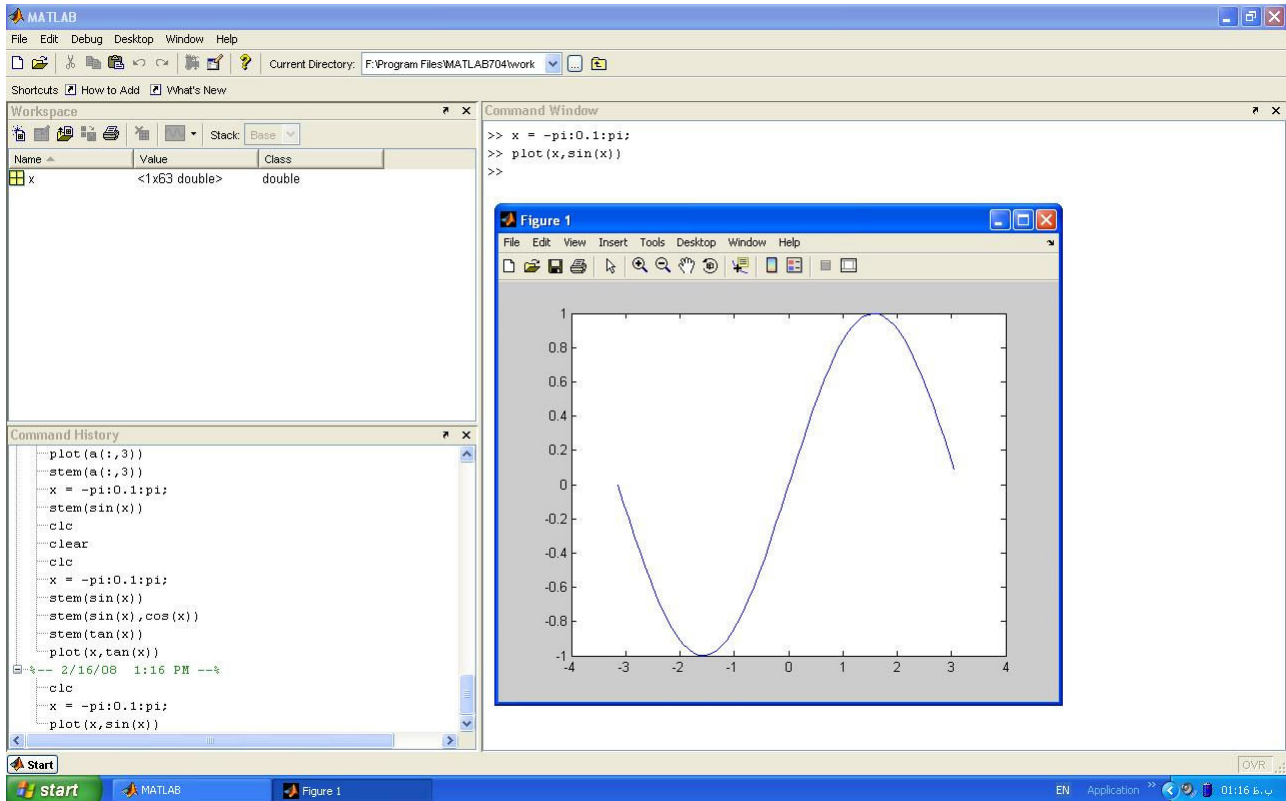 MATLAB
File Edit Debug Desktop Window Help
Current Directory: F:\Program Files\MATLAB704\work
Shortcuts How to Add What's New
Workspace
Stack: Base
Name Value Class
x <1x63 double> double
Command History
plot(a(:,3))
stem(a(:,3))
x = -pi:0.1:pi;
stem(sin(x))
clc
clear
clc
x = -pi:0.1:pi;
stem(sin(x))
stem(sin(x),cos(x))
stem(tan(x))
plot(x,tan(x))
%-- 2/16/08 1:16 PM --%
clc
x = -pi:0.1:pi;
plot(x,sin(x))
Command Window
>> x = -pi:0.1:pi;
>> plot(x,sin(x))
>>
Figure 1
File Edit View Insert Tools Desktop Window Help
1
0.8
0.6
0.4
0.2
0
-0.2
-0.4
-0.6
-0.8
-1
-4 -3 -2 -1 0 1 2 3 4
Start
OVR
start MATLAB Figure 1 EN Application » 01:16 ب.ظ